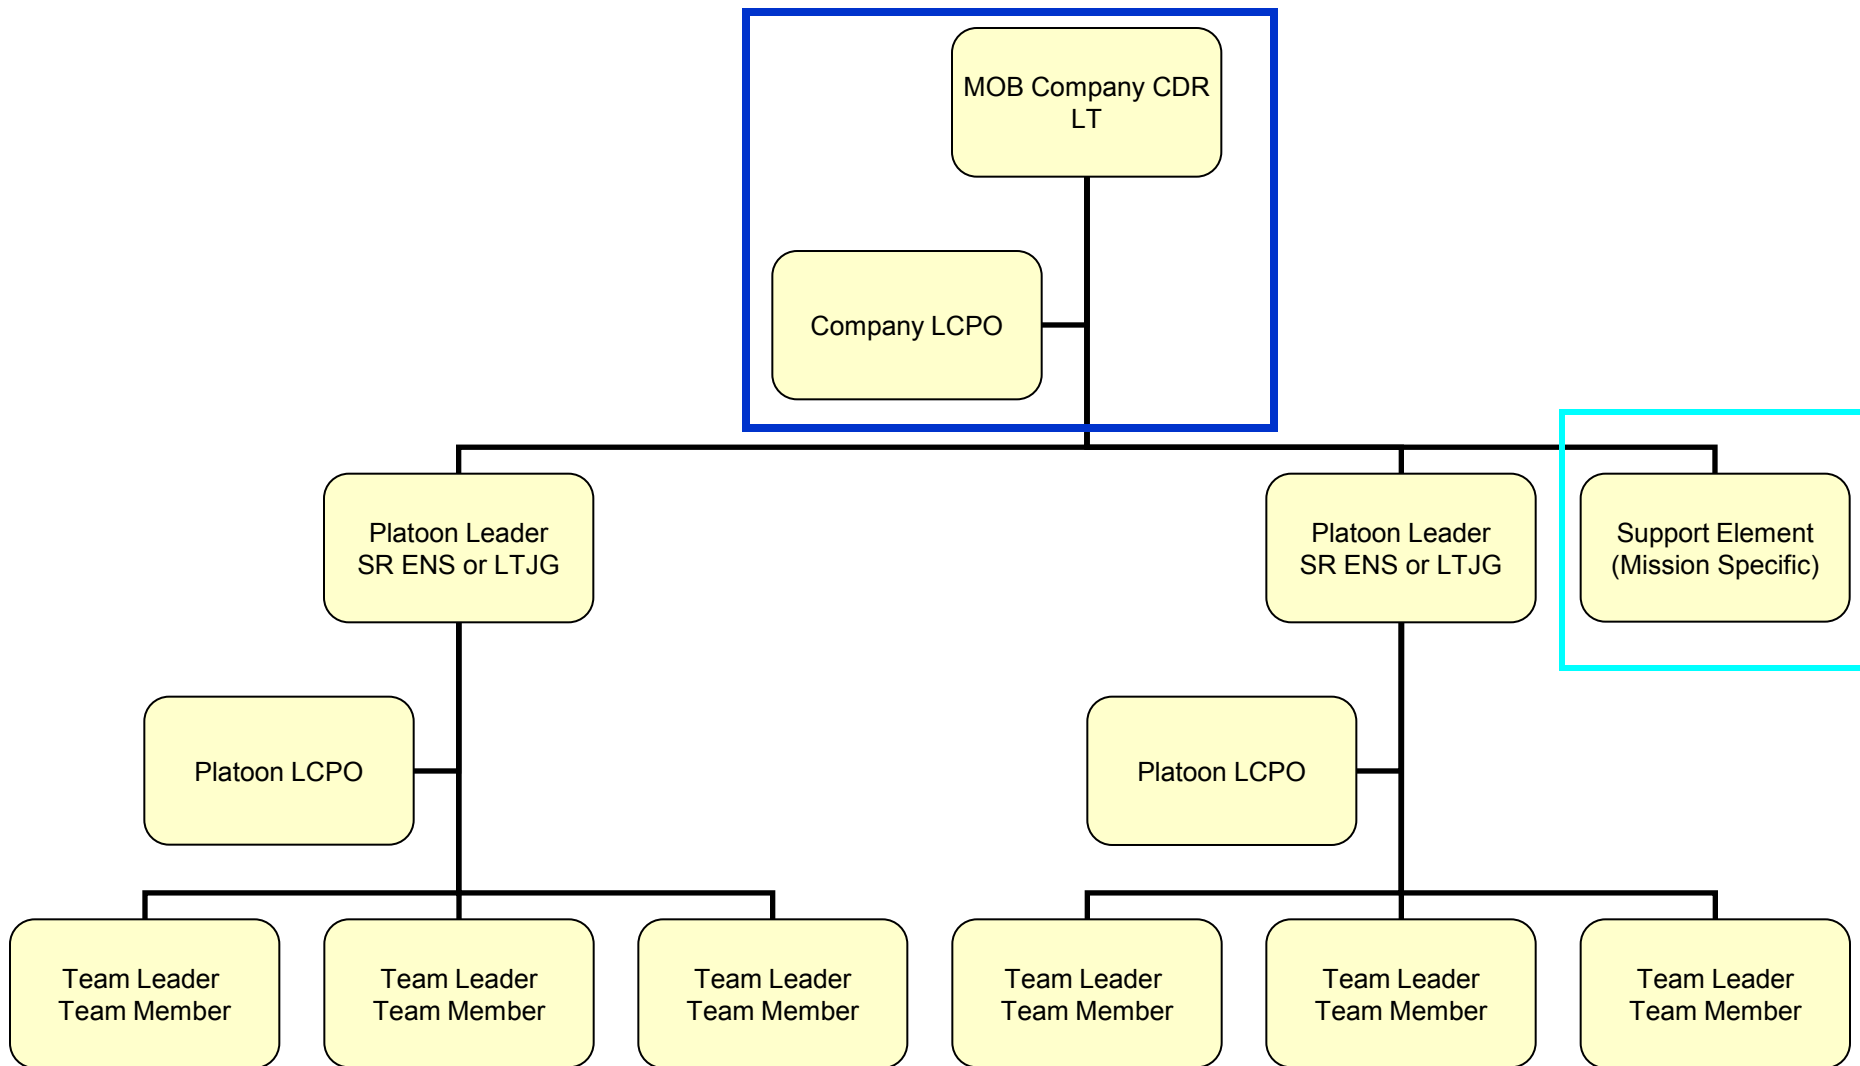 MOB Company CDR
LT
Company LCPO
Platoon Leader
SR ENS or LTJG
Platoon Leader
SR ENS or LTJG
Support Element
(Mission Specific)
Platoon LCPO
Platoon LCPO
Team Leader
Team Member
Team Leader
Team Member
Team Leader
Team Member
Team Leader
Team Member
Team Leader
Team Member
Team Leader
Team Member